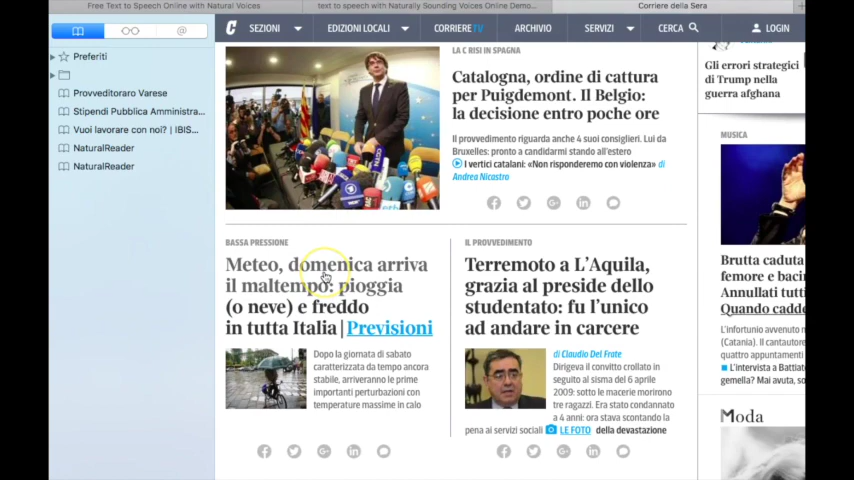 Free Text to Speech Online with Natural Voices
text to speech with Naturally Sounding Voices Online Demo...
Corriere della Sera
C SEZIONI EDIZIONI LOCALI CORRIERE TV ARCHIVIO SERVIZI CERCA LOGIN
Preferiti
Provveditoraro Varese
Stipendi Pubblica Amministra...
Vuoi lavorare con noi? | IBIS...
NaturalReader
NaturalReader
LA C RISI IN SPAGNA
Catalogna, ordine di cattura
per Puigdemont. Il Belgio:
la decisione entro poche ore
Il provvedimento riguarda anche 4 suoi consiglieri. Lui da
Bruxelles: pronto a candidarmi stando all'estero
I vertici catalani: «Non risponderemo con violenza» di
Andrea Nicastro
Gli errori strategici
di Trump nella
guerra afghana
MUSICA
BASSA PRESSIONE
Meteo, domenica arriva
il maltempo: pioggia
(o neve) e freddo
in tutta Italia | Previsioni
Dopo la giornata di sabato
caratterizzata da tempo ancora
stabile, arriveranno le prime
importanti perturbazioni con
temperature massime in calo
IL PROVVEDIMENTO
Terremoto a L'Aquila,
grazia al preside dello
studentato: fu l'unico
ad andare in carcere
di Claudio Del Frate
Dirigeva il convitto crollato in
seguito al sisma del 6 aprile
2009: sotto le macerie morirono
tre ragazzi. Era stato condannato
a 4 anni: ora stava scontando la
pena ai servizi sociali LE FOTO della devastazione
Brutta caduta
femore e baci
Annullati tutti
Quando cadde
L'infortunio avvenuto n
(Catania). Il cantautore
quattro appuntamenti
L'intervista a Battiat
gemella? Mai avuta, so
Moda